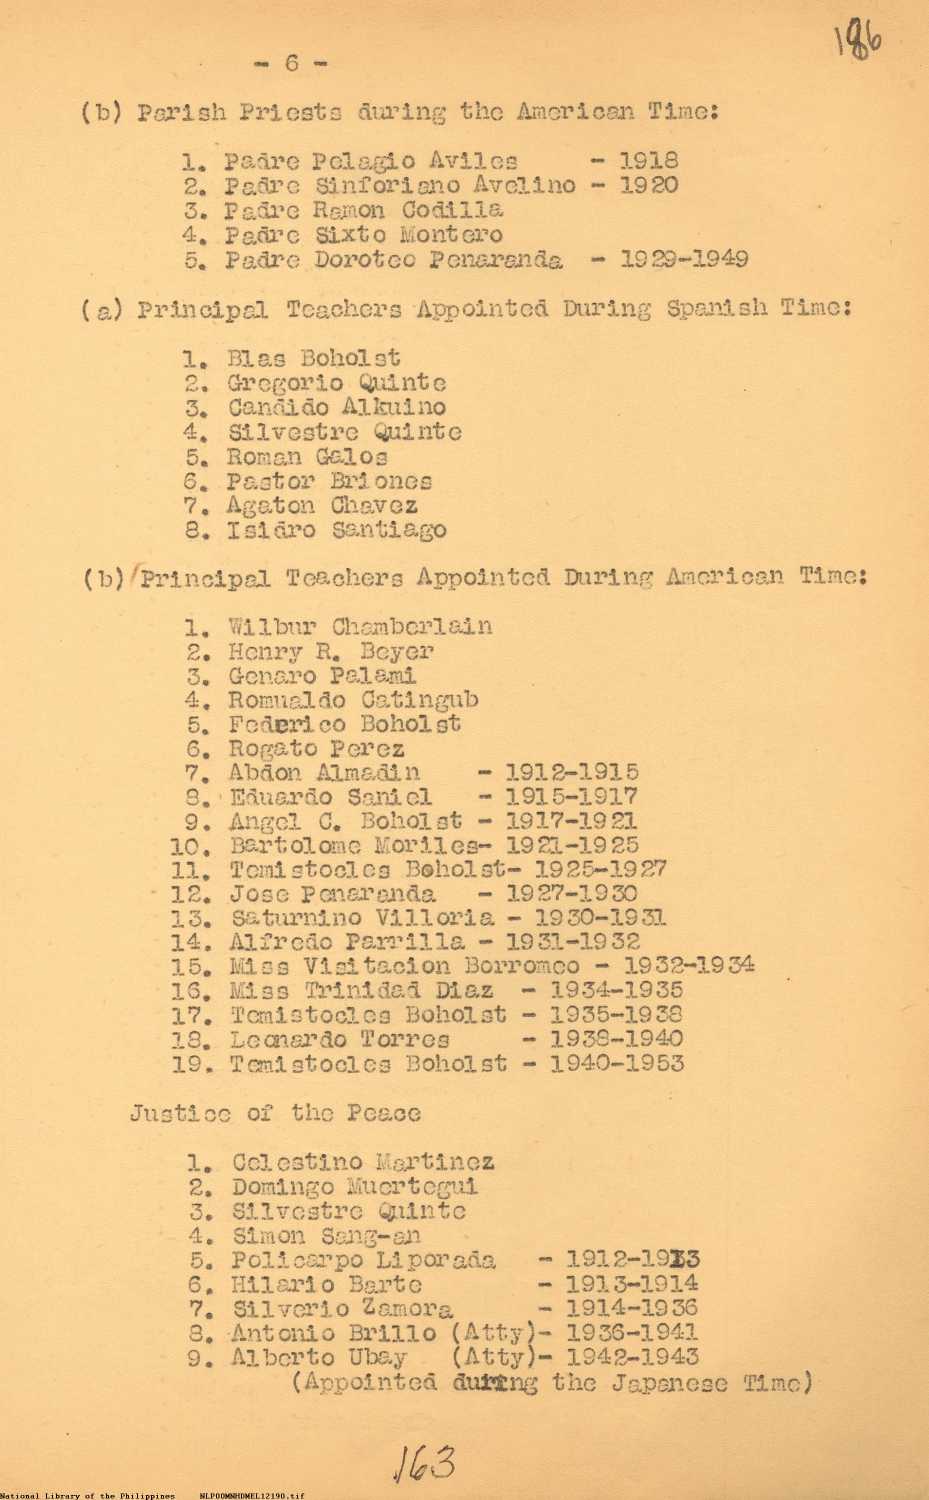 186
- 6 -
(b) Parish Priests during the American Time:
1. Padre Pelagio Aviles - 1918
2. Padre Sinforiano Avelino - 1920
3. Padre Ramon Codilla
4. Padre Sixto Montero
5. Padre Doroteo Penaranda - 1929-1949
(a) Principal Teachers Appointed During Spanish Time:
1. Blas Boholst
2. Gregorio Quinte
3. Candido Alkuino
4. Silvestre Quinte
5. Roman Galos
6. Pastor Briones
7. Agaton Chavez
8. Isidro Santiago
(b) Principal Teachers Appointed During American Time:
1. Wilbur Chamberlain
2. Henry R. Beyer
3. Genaro Palami
4. Romualdo Catingub
5. Federico Boholst
6. Rogato Perez
7. Abdon Almadin - 1912-1915
8. Eduardo Saniel - 1915-1917
9. Angel C. Boholst - 1917-1921
10. Bartolome Moriles- 1921-1925
11. Temistocles Boholst- 1925-1927
12. Jose Penaranda - 1927-1930
13. Saturnino Villoria - 1930-1931
14. Alfredo Parrilla - 1931-1932
15. Miss Visitacion Borromeo - 1932-1934
16. Miss Trinidad Diaz - 1934-1935
17. Temistocles Boholst - 1935-1938
18. Leonardo Torres - 1938-1940
19. Temistocles Boholst - 1940-1953
Justice of the Peace
1. Celestino Martinez
2. Domingo Muertegui
3. Silvestre Quinte
4. Simon Sang-an
5. Policarpo Liporada - 1912-1913
6. Hilario Barte - 1913-1914
7. Silverio Zamora - 1914-1936
8. Antonio Brillo (Atty)- 1936-1941
9. Alberto Ubay (Atty)- 1942-1943
(Appointed during the Japanese Time)
163
National Library of the Philippines NLP00MNHDMEL12190.tif